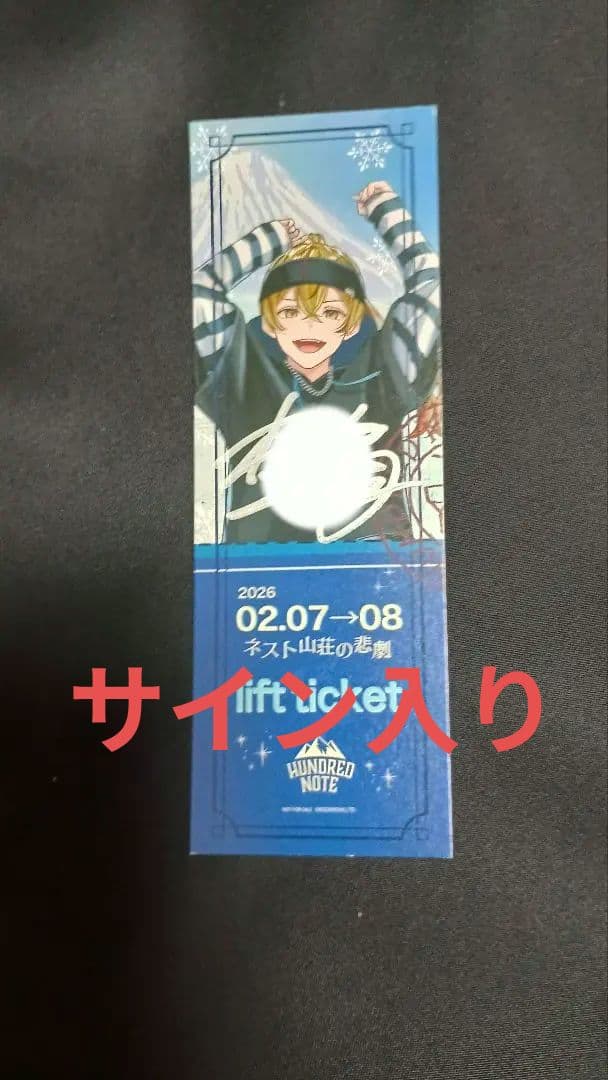 2026
02.07→08
ネスト山荘の悲劇
lift ticket
サイン入り
HUNDRED
NOTE